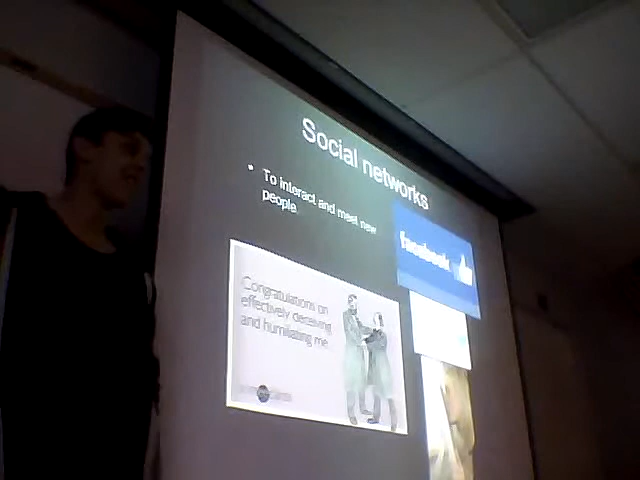 Social networks
• To interact and meet new
people
facebook
Congratulations on
effectively deceiving
and humiliating me